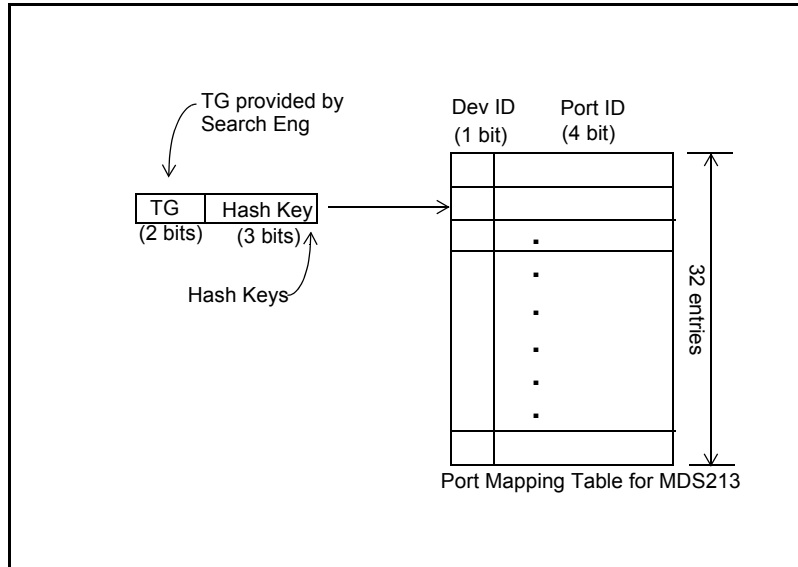 TG provided by
Search Eng
Dev ID
(1 bit)
Port ID
(4 bit)
TG
(2 bits)
Hash Key
(3 bits)
Hash Keys
32 entries
Port Mapping Table for MDS213